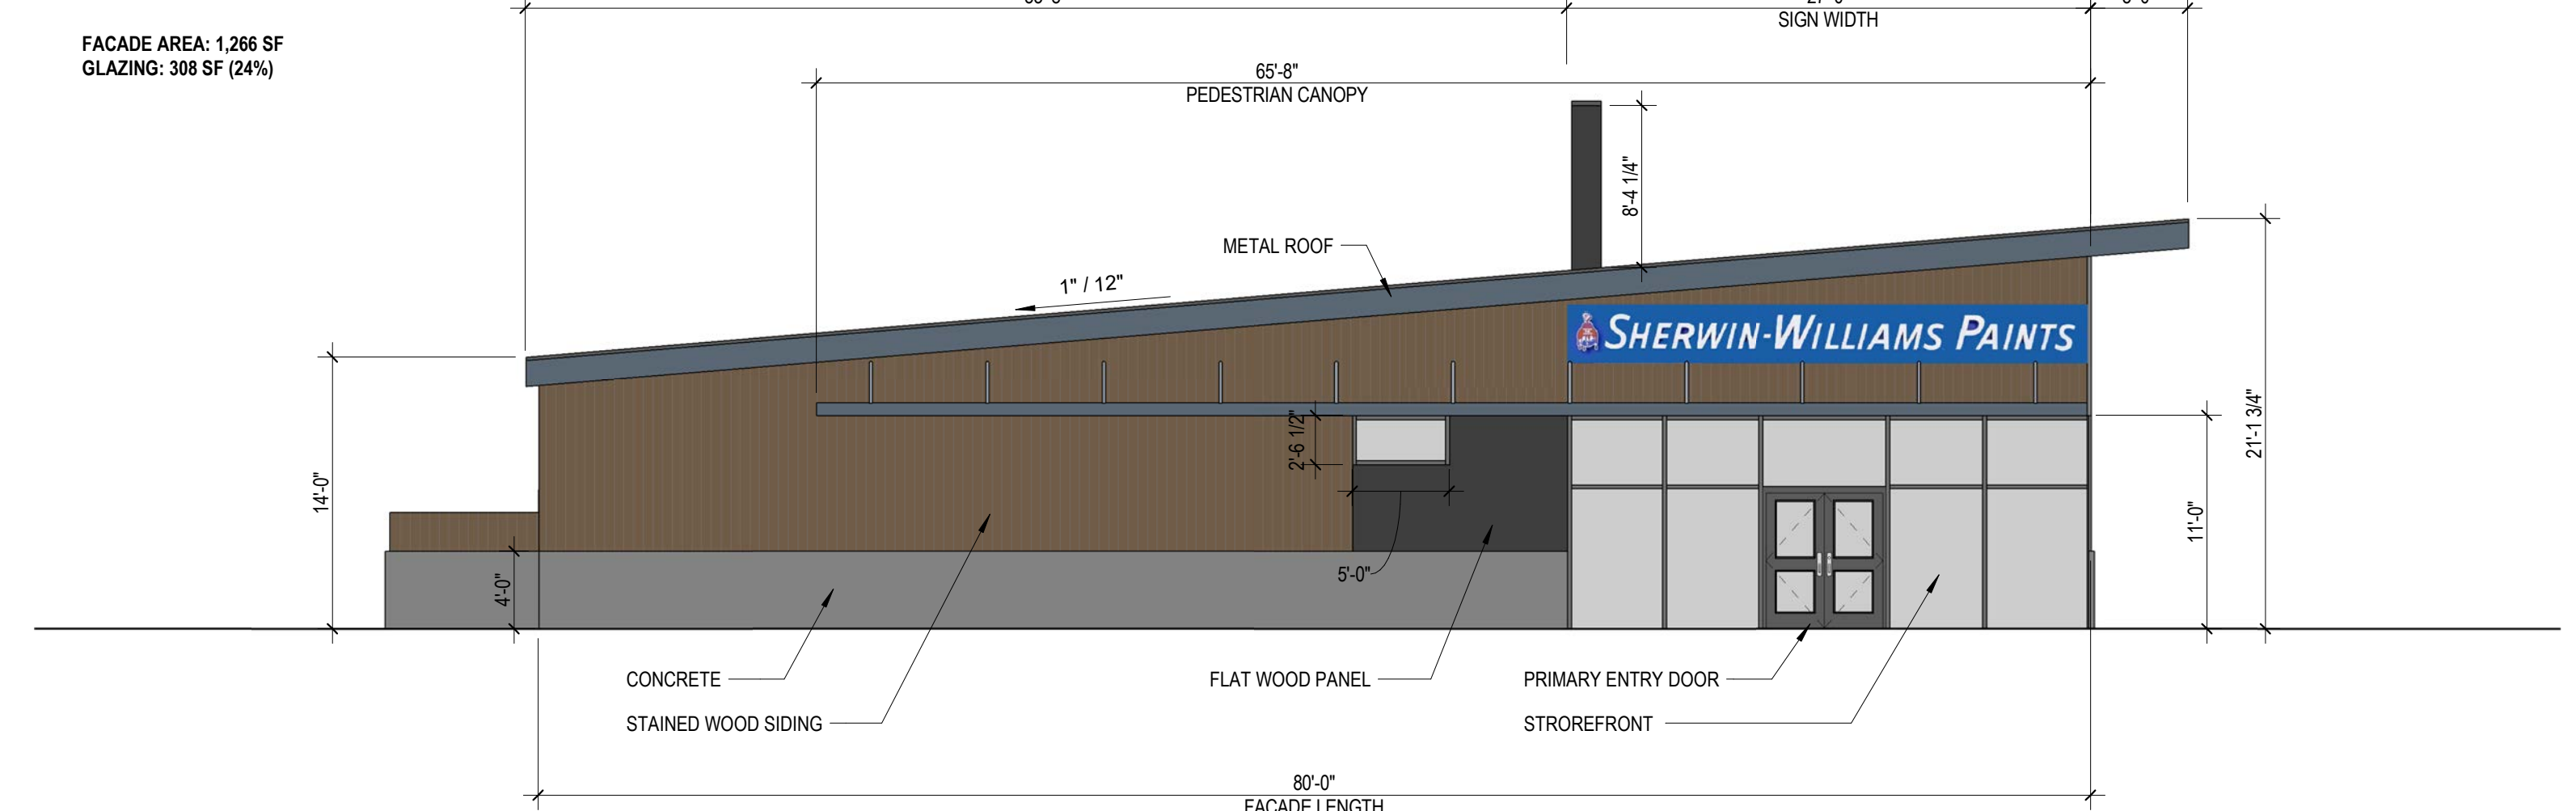 SIGN WIDTH
FACADE AREA: 1,266 SF
GLAZING: 308 SF (24%)
65'-8"
PEDESTRIAN CANOPY
8'-4 1/4"
METAL ROOF
1" / 12"
SHERWIN-WILLIAMS PAINTS
14'-0"
2'-6 1/2"
21'-1 3/4"
11'-0"
4'-0"
5'-0"
CONCRETE
FLAT WOOD PANEL
PRIMARY ENTRY DOOR
STAINED WOOD SIDING
STROREFRONT
80'-0"
FACADE LENGTH